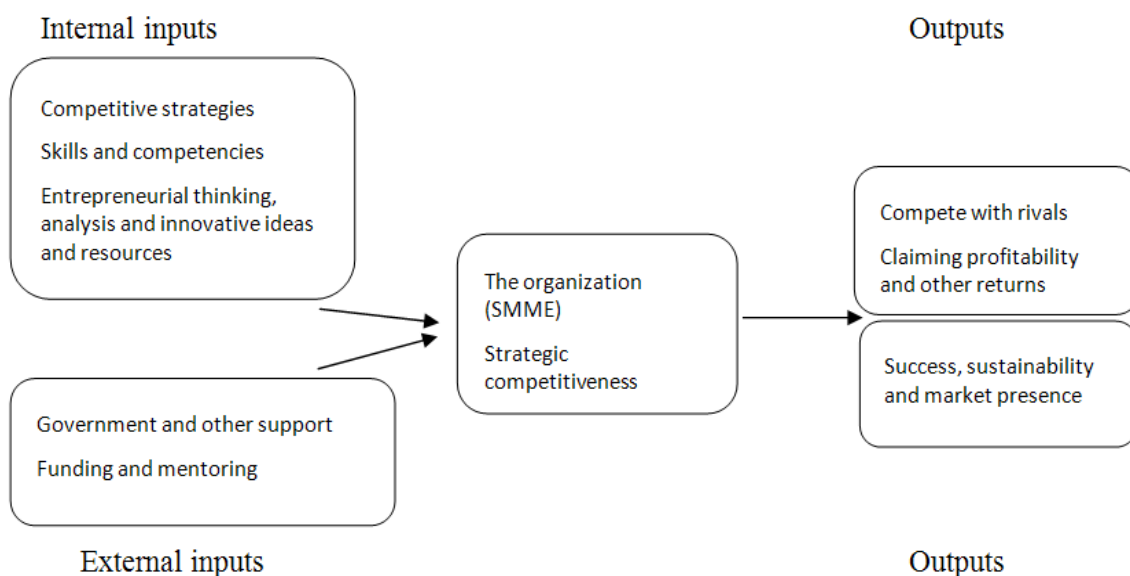 Internal inputs
Outputs
Competitive strategies
Skills and competencies
Entrepreneurial thinking,
analysis and innovative ideas
and resources
Government and other support
Funding and mentoring
External inputs
The organization
(SMME)
Strategic
competitiveness
Compete with rivals
Claiming profitability
and other returns
Success, sustainability
and market presence
Outputs